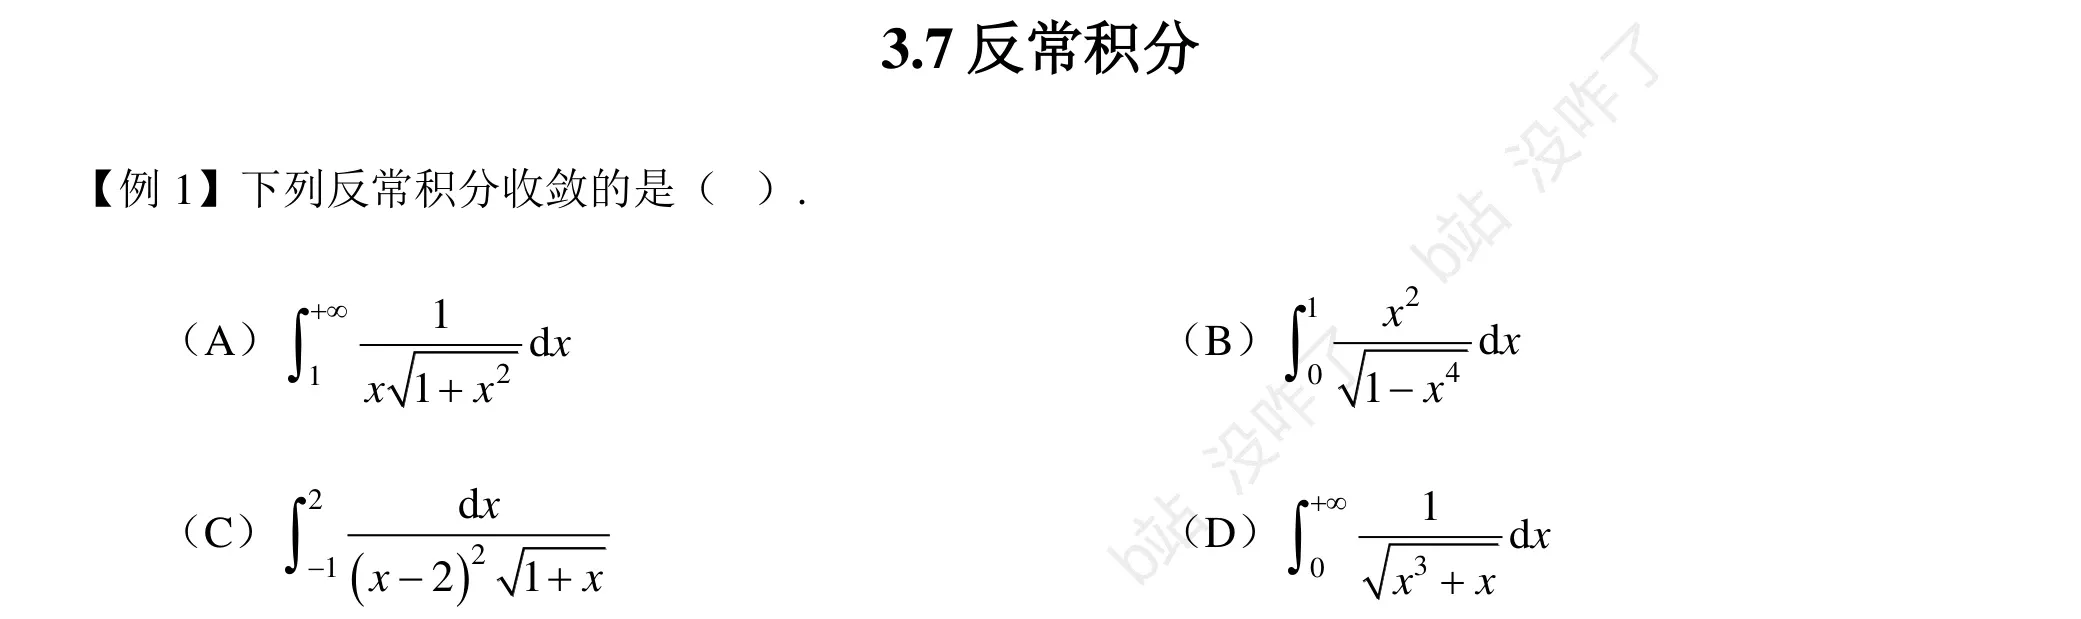 3.7 反常积分
【例 1】下列反常积分收敛的是（ ）.
（A）$\int_{1}^{+\infty} \frac{1}{x\sqrt{1+x^2}} \mathrm{d}x$ （B）$\int_{0}^{1} \frac{x^2}{\sqrt{1-x^4}} \mathrm{d}x$
（C）$\int_{-1}^{2} \frac{\mathrm{d}x}{(x-2)^2 \sqrt{1+x}}$ （D）$\int_{0}^{+\infty} \frac{1}{\sqrt{x^3+x}} \mathrm{d}x$
b站 没咋了
b站 没咋了